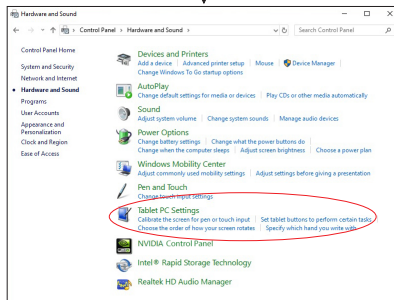 Hardware and Sound
Control Panel > Hardware and Sound >
Search Control Panel
Control Panel Home
System and Security
Network and Internet
Hardware and Sound
Programs
User Accounts
Appearance and
Personalization
Clock and Region
Ease of Access
Devices and Printers
Add a device | Advanced printer setup | Mouse | Device Manager |
Change Windows To Go startup options
AutoPlay
Change default settings for media or devices | Play CDs or other media automatically
Sound
Adjust system volume | Change system sounds | Manage audio devices
Power Options
Change battery settings | Change what the power buttons do |
Change when the computer sleeps | Adjust screen brightness | Choose a power plan
Windows Mobility Center
Adjust commonly used mobility settings | Adjust settings before giving a presentation
Pen and Touch
Change touch input settings
Tablet PC Settings
Calibrate the screen for pen or touch input | Set tablet buttons to perform certain tasks
Choose the order of how your screen rotates | Specify which hand you write with
NVIDIA Control Panel
Intel® Rapid Storage Technology
Realtek HD Audio Manager